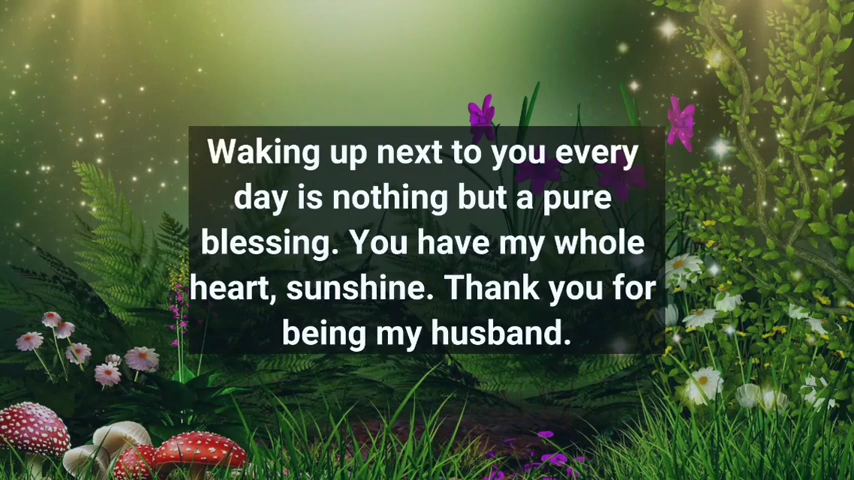 Waking up next to you every
day is nothing but a pure
blessing. You have my whole
heart, sunshine. Thank you for
being my husband.